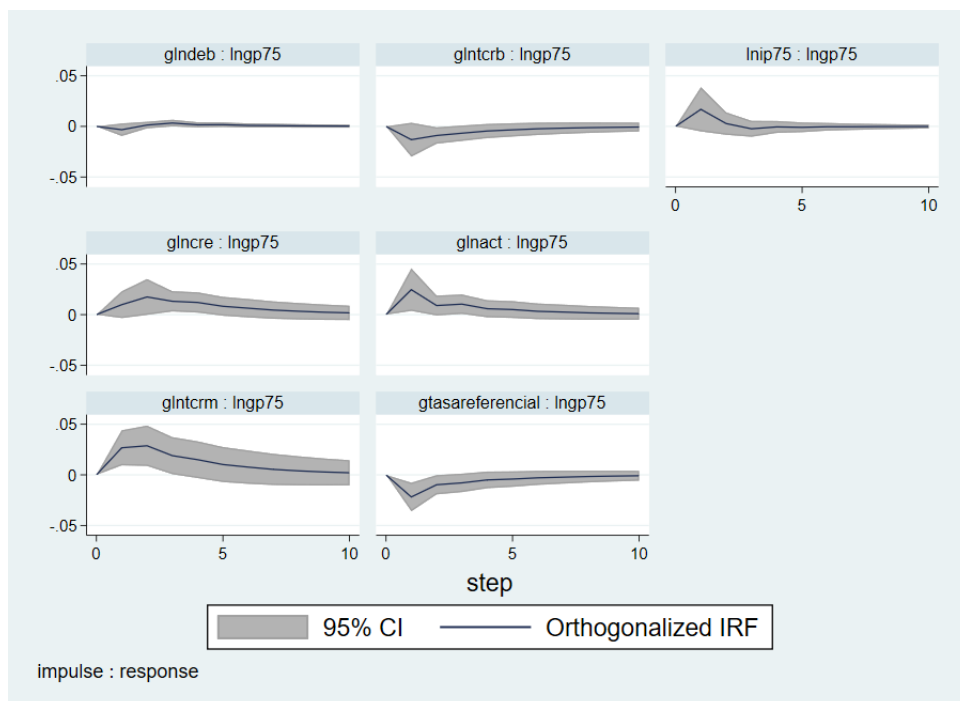 glndeb : lngp75
glntcrb : lngp75
lnip75 : lngp75
.05
0
-.05
0
5
10
glncre : lngp75
glnact : lngp75
.05
0
-.05
glntcrm : lngp75
gtasareferencial : lngp75
.05
0
-.05
0
5
10
0
5
10
step
95% CI
Orthogonalized IRF
impulse : response